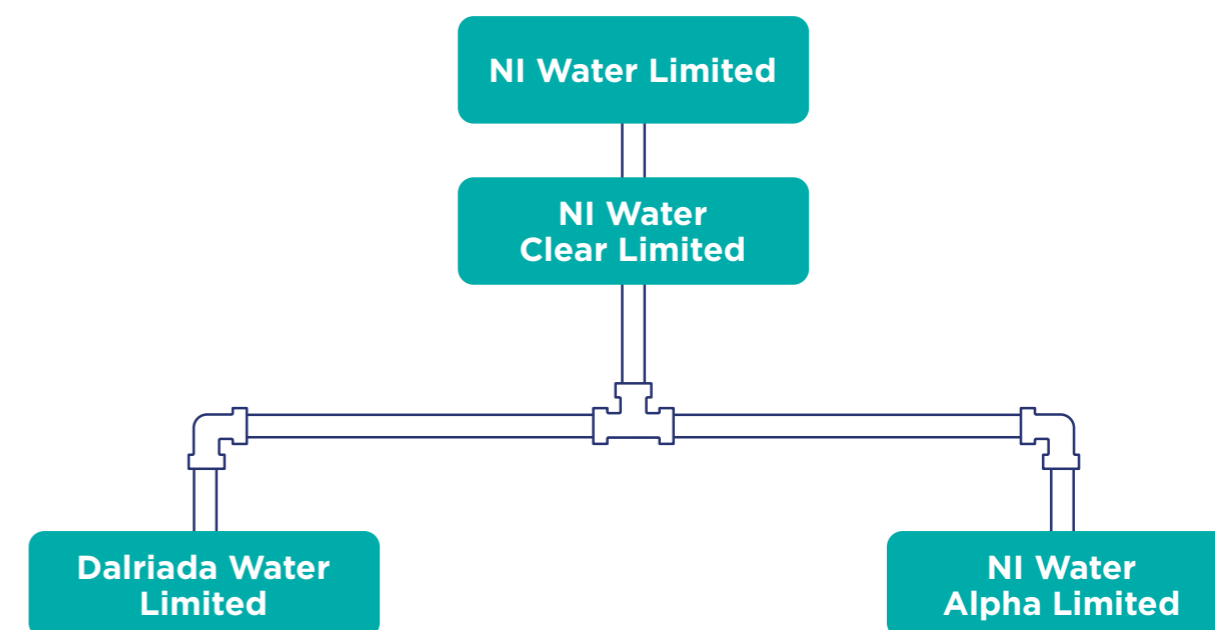 NI Water Limited
NI Water
Clear Limited
Dalriada Water
Limited
NI Water
Alpha Limited